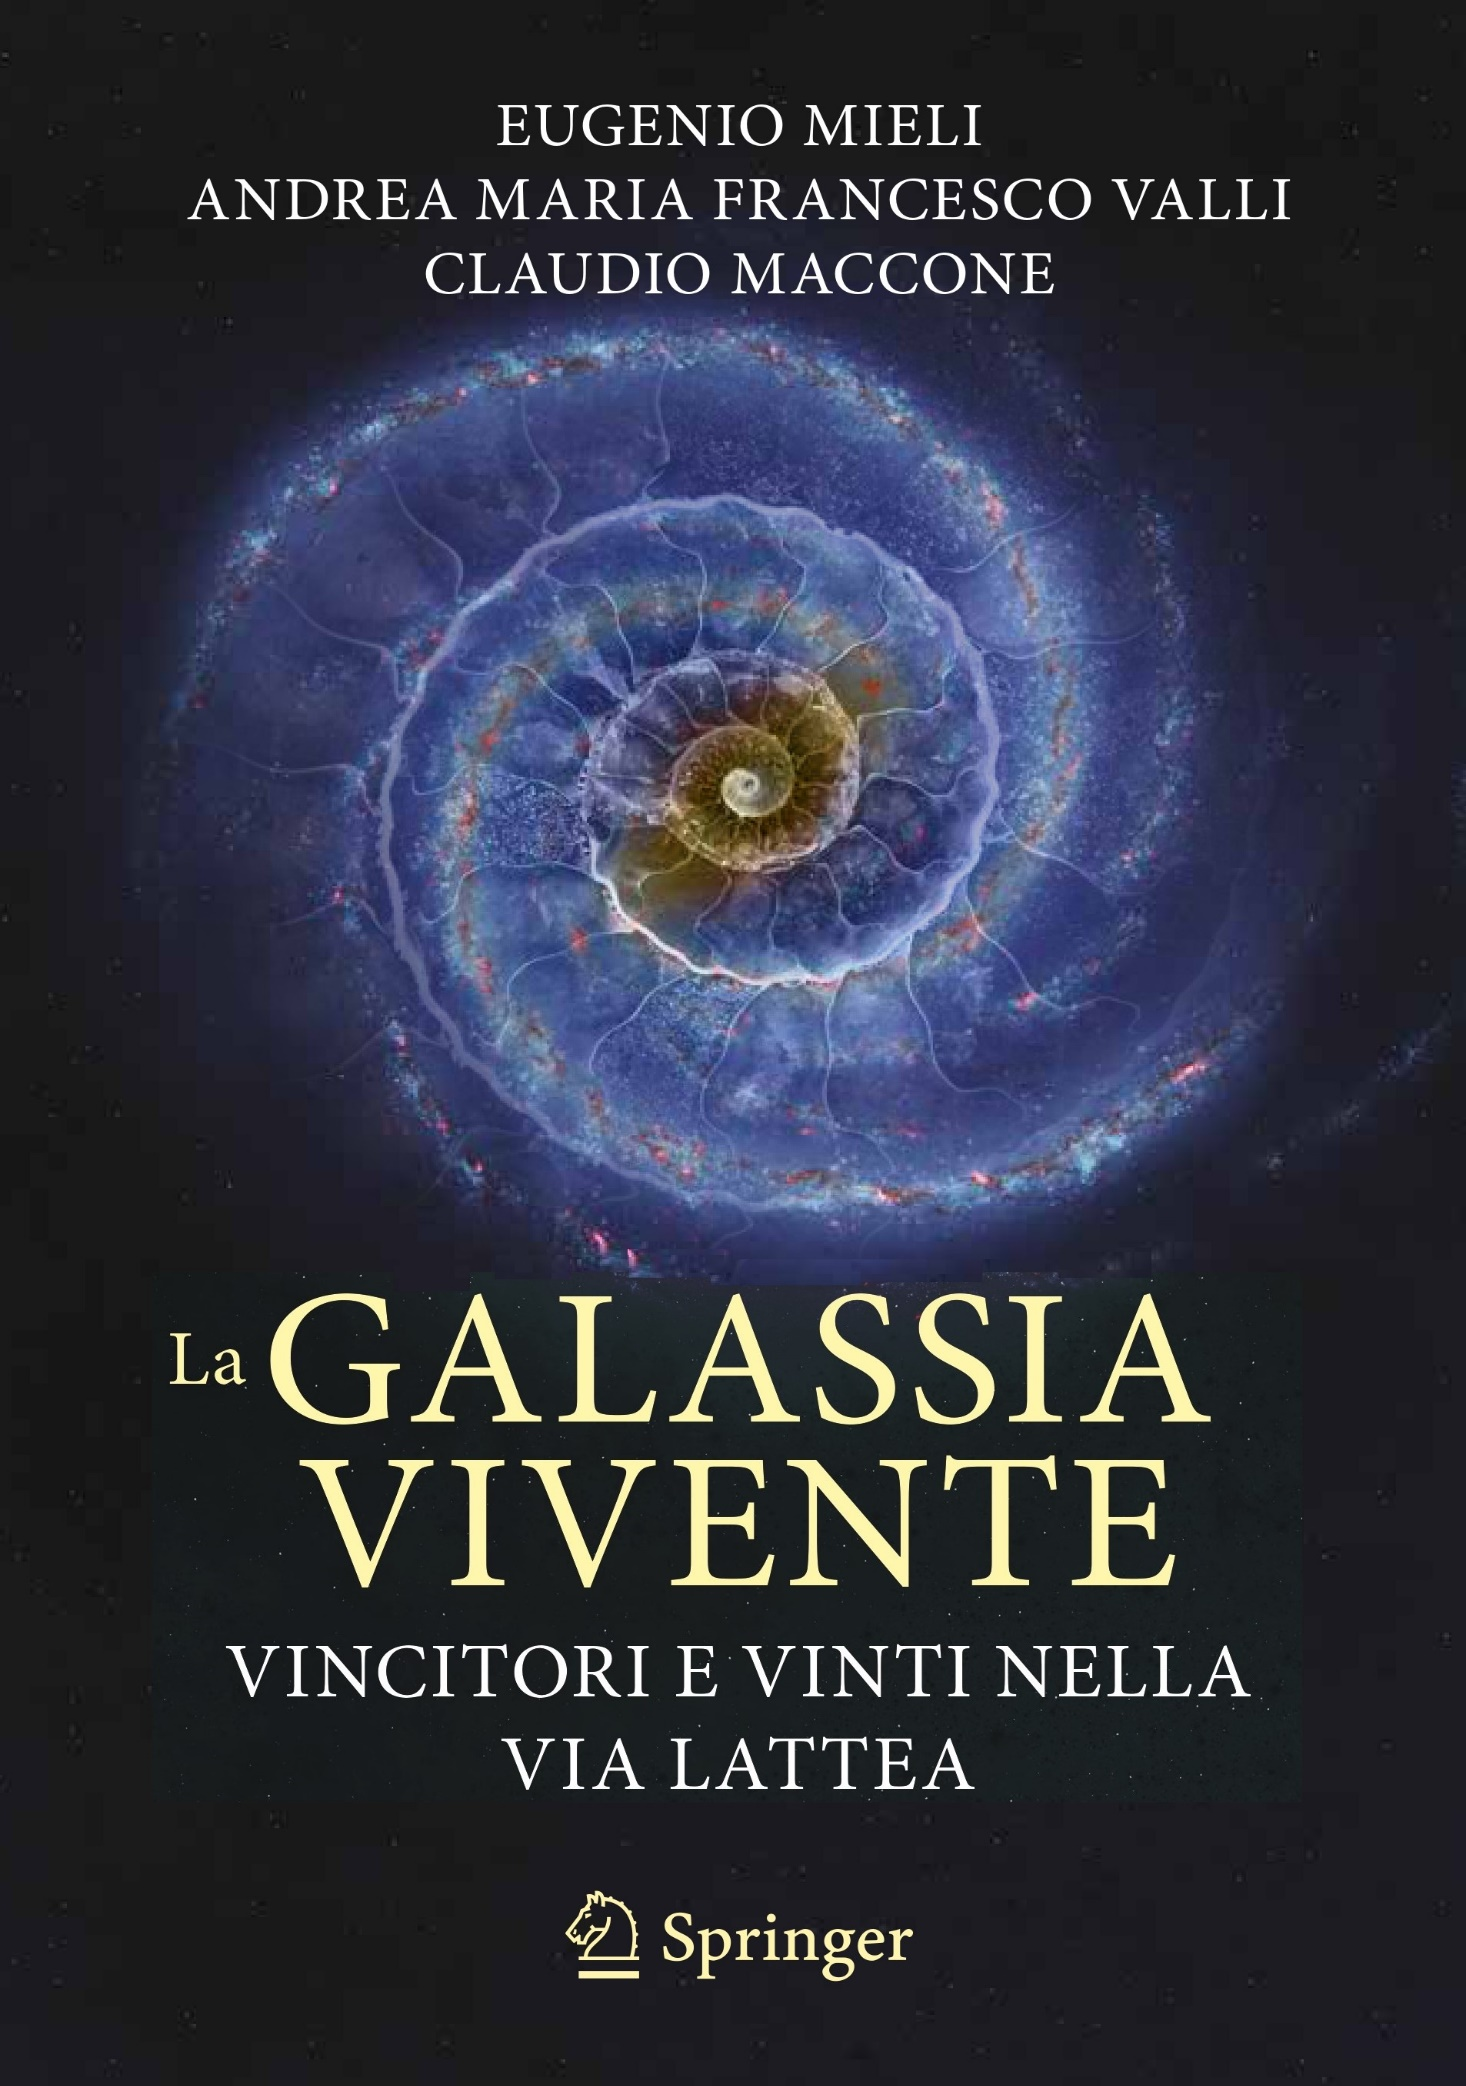 EUGENIO MIELI
ANDREA MARIA FRANCESCO VALLI
CLAUDIO MACCONE
La GALASSIA
VIVENTE
VINCITORI E VINTI NELLA
VIA LATTEA
Springer